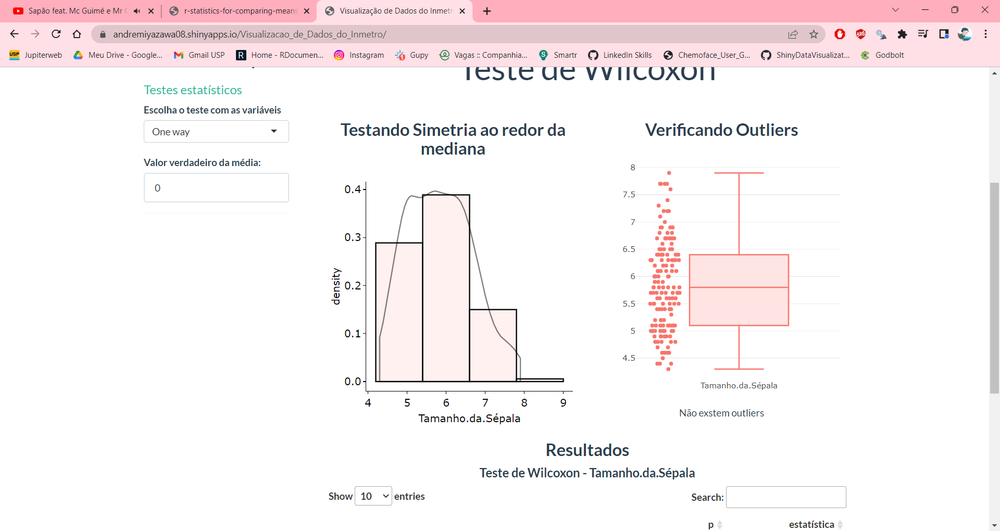 Sapão feat. Mc Guimê e Mr C
r-statistics-for-comparing-means
Visualização de Dados do Inmetr
andremiyazawa08.shinyapps.io/Visualizacao_de_Dados_do_Inmetro/
USP Jupiterweb
Meu Drive - Google...
Gmail USP
R Home - RDocumen...
Instagram
Gupy
Vagas :: Companhia...
S Smartr
LinkedIn Skills
Chemoface_User_G...
ShinyDataVisualizat...
Godbolt
Teste de Wilcoxon
Testes estatísticos
Escolha o teste com as variáveis
One way
Valor verdadeiro da média:
0
Testando Simetria ao redor da
mediana
0.4
0.3
0.2
0.1
0.0
density
4 5 6 7 8 9
Tamanho.da.Sépala
Verificando Outliers
8
7.5
7
6.5
6
5.5
5
4.5
Tamanho.da.Sépala
Não exstem outliers
Resultados
Teste de Wilcoxon - Tamanho.da.Sépala
Show 10 entries
Search:
p estatística